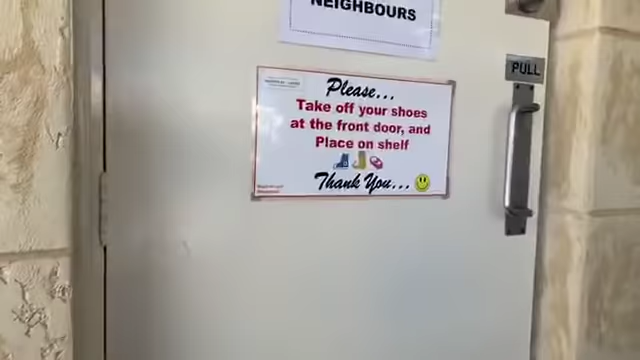 NEIGHBOURS
PULL
Please...
Take off your shoes
at the front door, and
Place on shelf
Thank You...